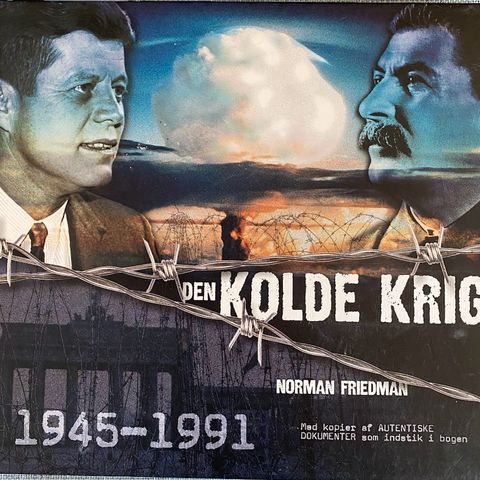 DEN KOLDE KRIG
NORMAN FRIEDMAN
1945–1991
Med kopier af AUTENTISKE
DOKUMENTER som indstik i bogen